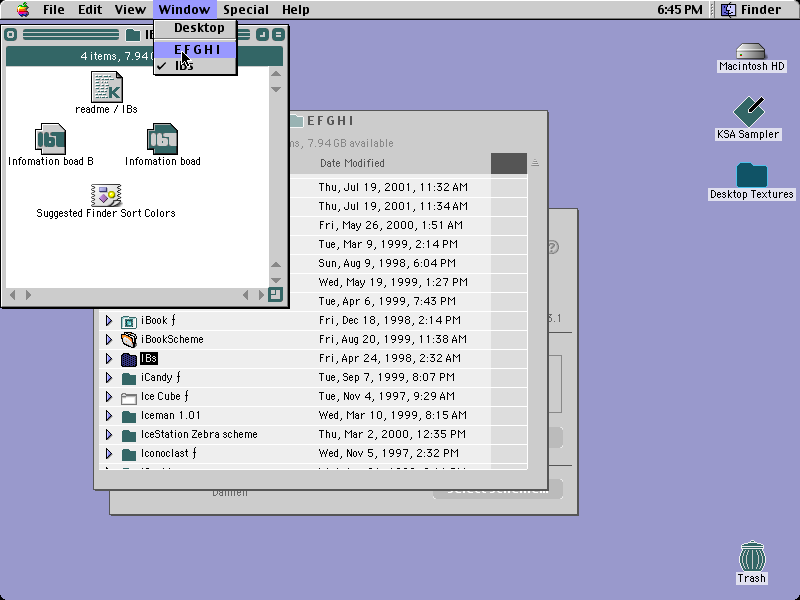 File Edit View Window Special Help 6:45 PM Finder
Desktop
E F G H I
✓ IBs
4 items, 7.94
readme / IBs
Infomation boad B
Infomation boad
Suggested Finder Sort Colors
E F G H I
ms, 7.94 GB available
Date Modified
Thu, Jul 19, 2001, 11:32 AM
Thu, Jul 19, 2001, 11:34 AM
Fri, May 26, 2000, 1:51 AM
Tue, Mar 9, 1999, 2:14 PM
Sun, Aug 9, 1998, 6:04 PM
Wed, May 19, 1999, 1:27 PM
Tue, Apr 6, 1999, 7:43 PM
iBook ƒ Fri, Dec 18, 1998, 2:14 PM
iBookScheme Fri, Aug 20, 1999, 11:38 AM
IBs Fri, Apr 24, 1998, 2:32 AM
iCandy ƒ Tue, Sep 7, 1999, 8:07 PM
Ice Cube ƒ Tue, Nov 4, 1997, 9:29 AM
Iceman 1.01 Wed, Mar 10, 1999, 8:15 AM
IceStation Zebra scheme Thu, Mar 2, 2000, 12:35 PM
Iconoclast ƒ Wed, Nov 5, 1997, 2:32 PM
3.1
Damien
Macintosh HD
KSA Sampler
Desktop Textures
Trash